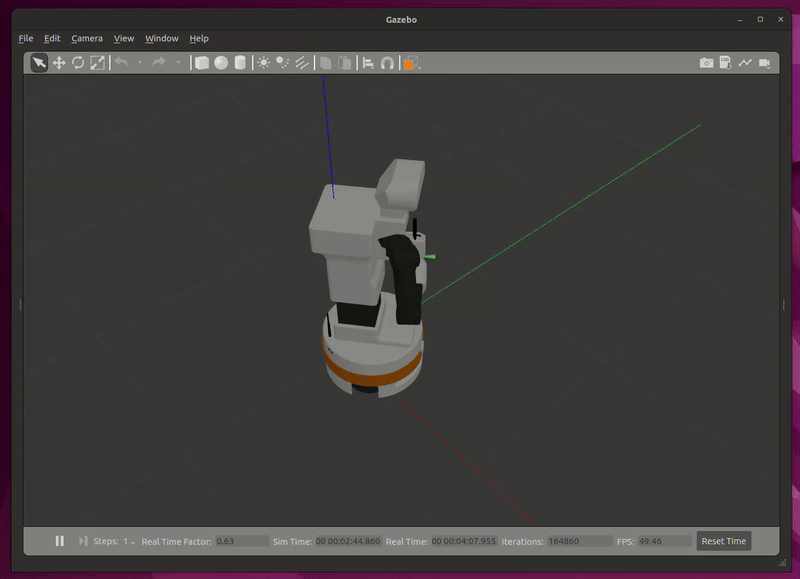 Gazebo
File Edit Camera View Window Help
LOG
Steps: 1 Real Time Factor: 0.63 Sim Time: 00 00:02:44.860 Real Time: 00 00:04:07.955 Iterations: 164860 FPS: 49.46 Reset Time